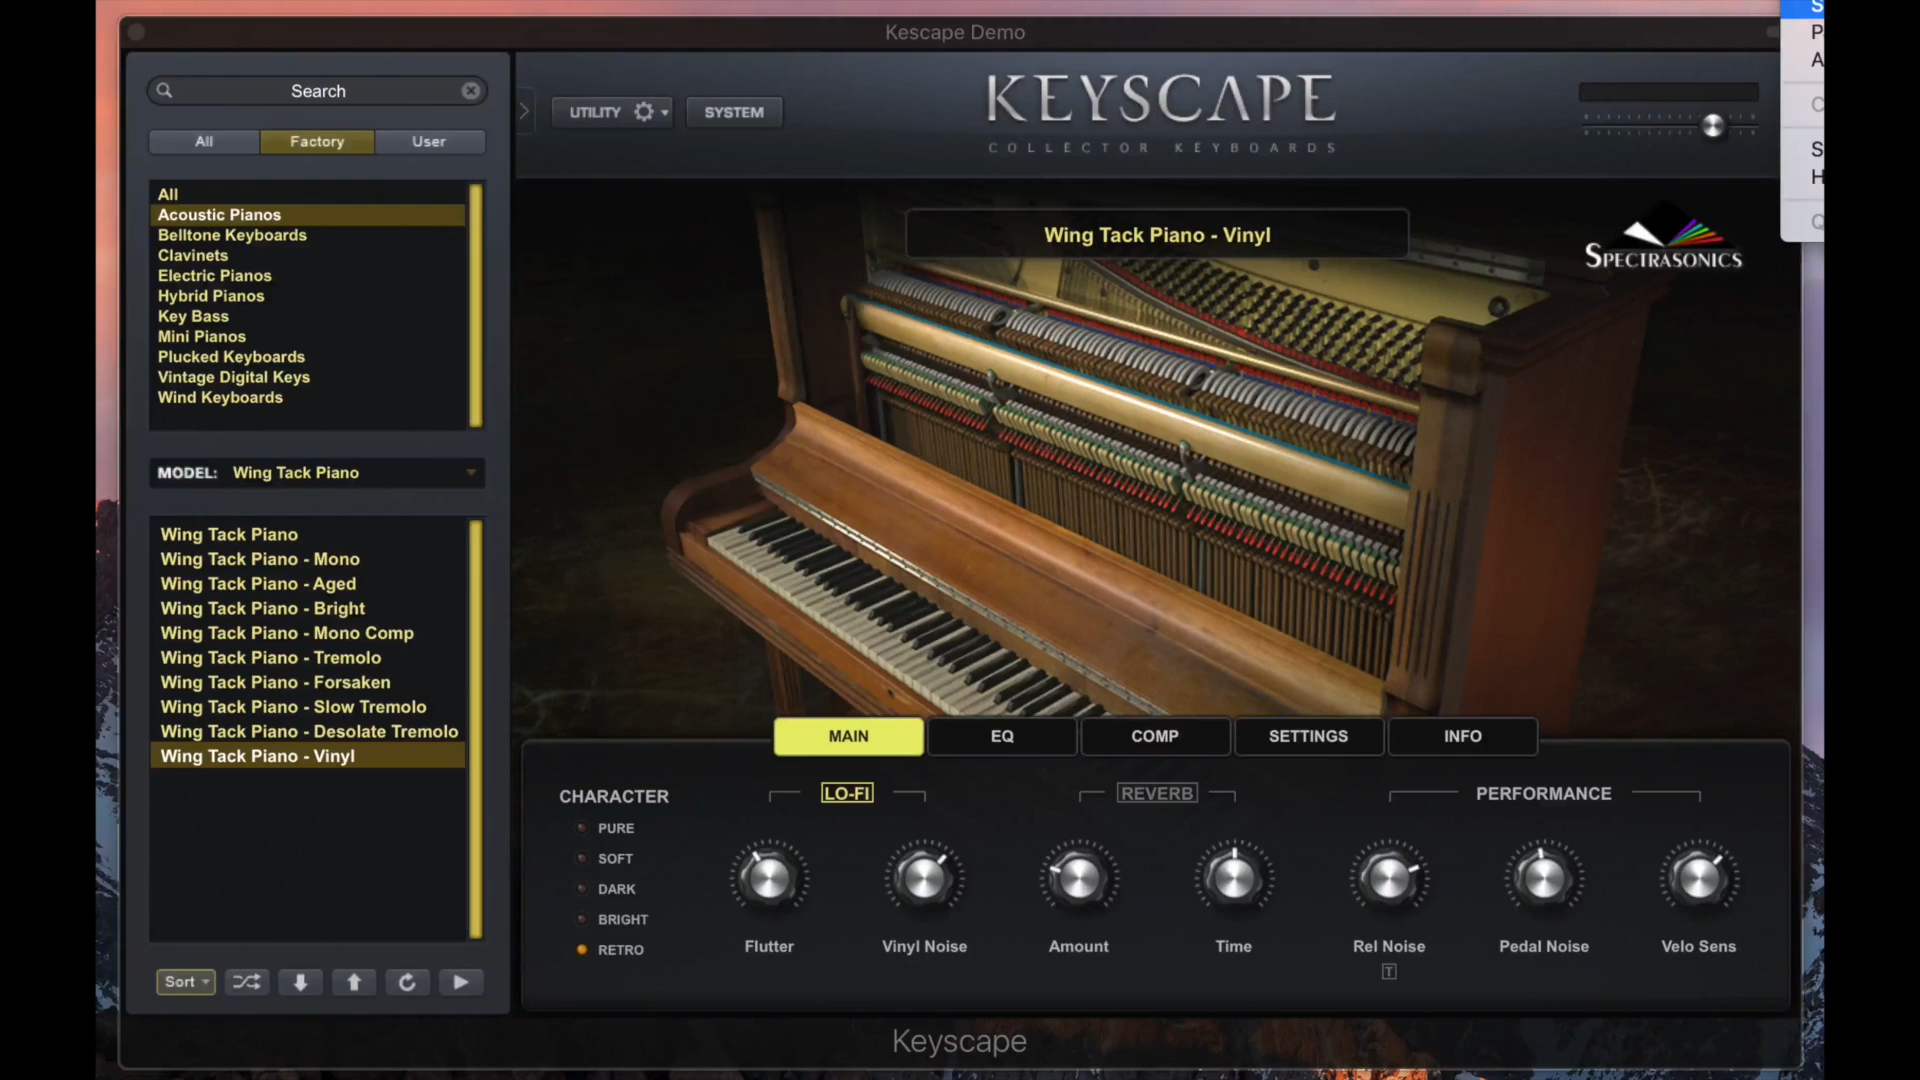 Kescape Demo
Search
All
Factory
User
All
Acoustic Pianos
Belltone Keyboards
Clavinets
Electric Pianos
Hybrid Pianos
Key Bass
Mini Pianos
Plucked Keyboards
Vintage Digital Keys
Wind Keyboards
MODEL: Wing Tack Piano
Wing Tack Piano
Wing Tack Piano - Mono
Wing Tack Piano - Aged
Wing Tack Piano - Bright
Wing Tack Piano - Mono Comp
Wing Tack Piano - Tremolo
Wing Tack Piano - Forsaken
Wing Tack Piano - Slow Tremolo
Wing Tack Piano - Desolate Tremolo
Wing Tack Piano - Vinyl
Sort
UTILITY
SYSTEM
KEYSCAPE
COLLECTOR KEYBOARDS
Wing Tack Piano - Vinyl
SPECTRASONICS
S
P
A
C
S
H
Q
MAIN
EQ
COMP
SETTINGS
INFO
CHARACTER
PURE
SOFT
DARK
BRIGHT
RETRO
LO-FI
Flutter
Vinyl Noise
REVERB
Amount
Time
PERFORMANCE
Rel Noise
T
Pedal Noise
Velo Sens
Keyscape